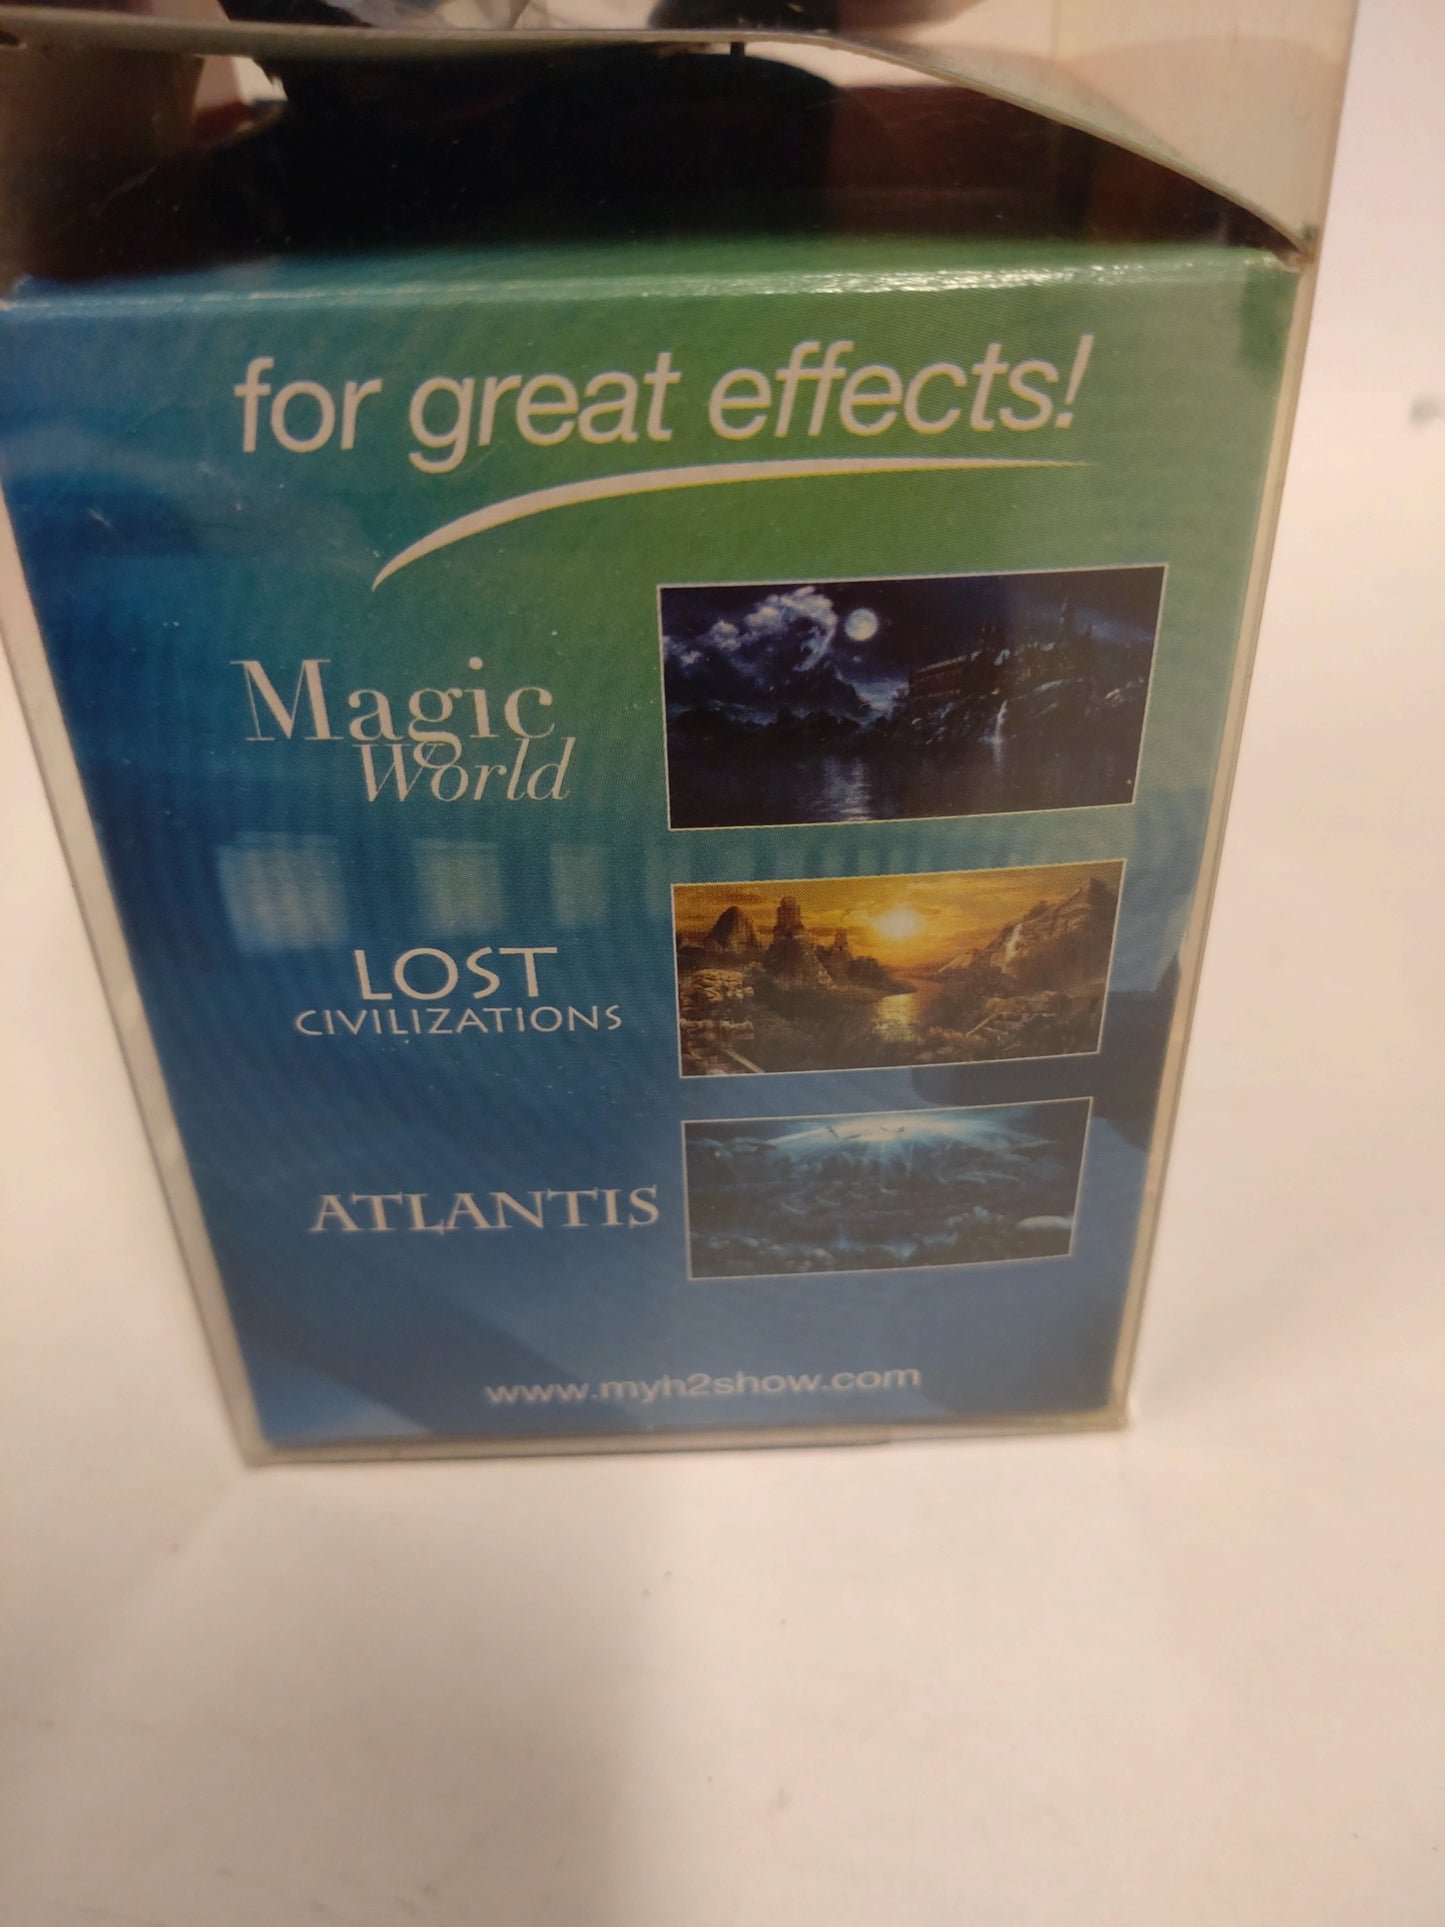 for great effects!
Magic
World
LOST
CIVILIZATIONS
ATLANTIS
www.myh2show.com